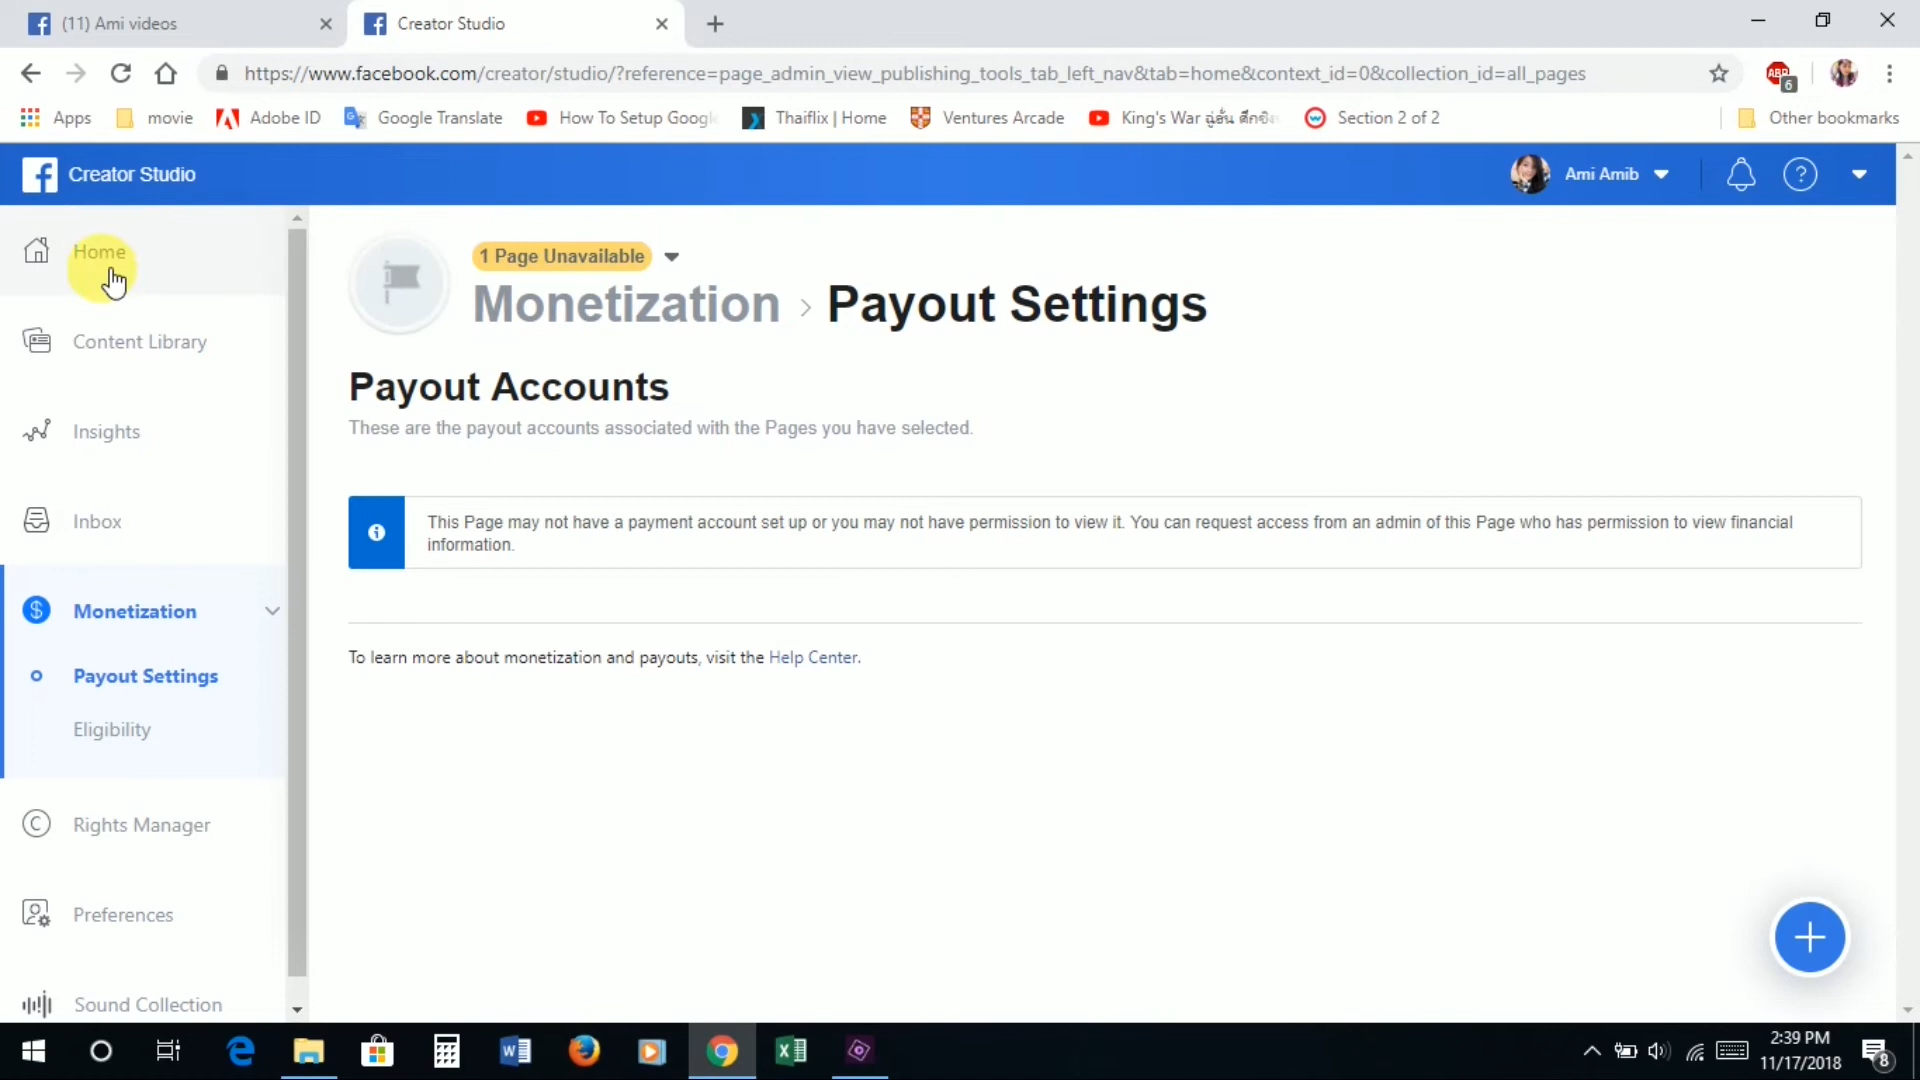 (11) Ami videos
Creator Studio
https://www.facebook.com/creator/studio/?reference=page_admin_view_publishing_tools_tab_left_nav&tab=home&context_id=0&collection_id=all_pages
ABP
6
Apps
movie
Adobe ID
Google Translate
How To Setup Googl
Thaiflix | Home
Ventures Arcade
King's War
Section 2 of 2
Other bookmarks
Creator Studio
Ami Amib
Home
Content Library
Insights
Inbox
Monetization
Payout Settings
Eligibility
Rights Manager
Preferences
Sound Collection
1 Page Unavailable
Monetization > Payout Settings
Payout Accounts
These are the payout accounts associated with the Pages you have selected.
This Page may not have a payment account set up or you may not have permission to view it. You can request access from an admin of this Page who has permission to view financial
information.
To learn more about monetization and payouts, visit the Help Center.
2:39 PM
11/17/2018
8